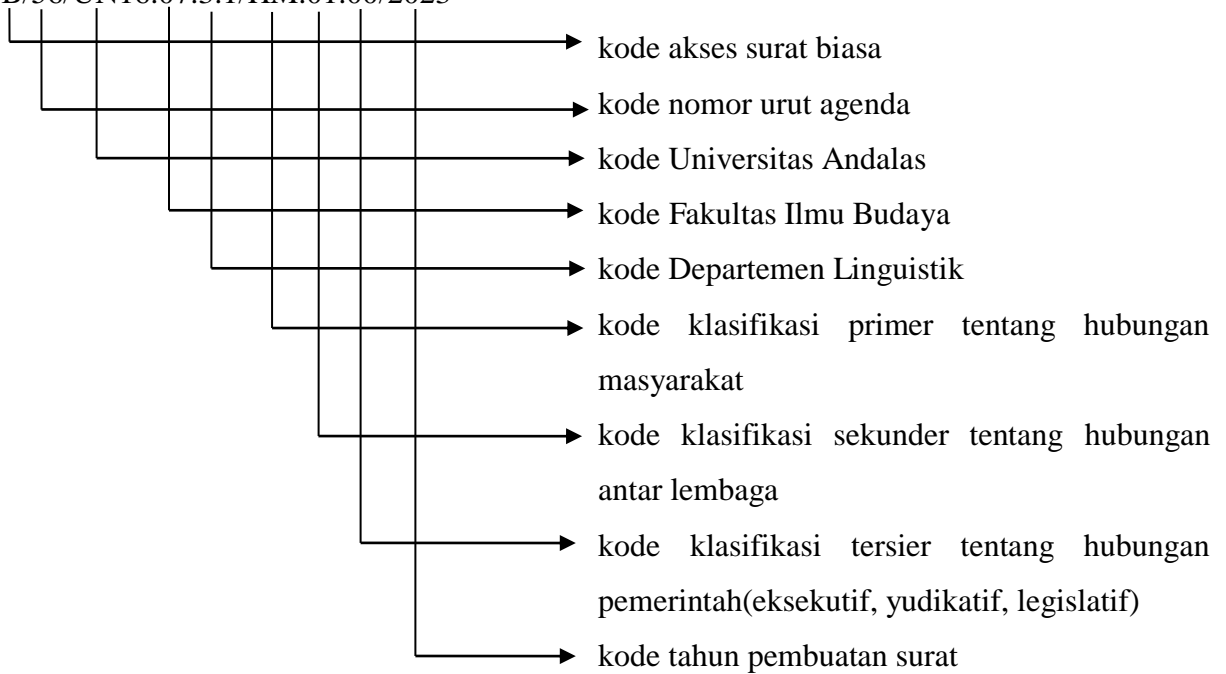 kode akses surat biasa
kode nomor urut agenda
kode Universitas Andalas
kode Fakultas Ilmu Budaya
kode Departemen Linguistik
kode klasifikasi primer tentang hubungan
masyarakat
kode klasifikasi sekunder tentang hubungan
antar lembaga
kode klasifikasi tersier tentang hubungan
pemerintah(eksekutif, yudikatif, legislatif)
kode tahun pembuatan surat